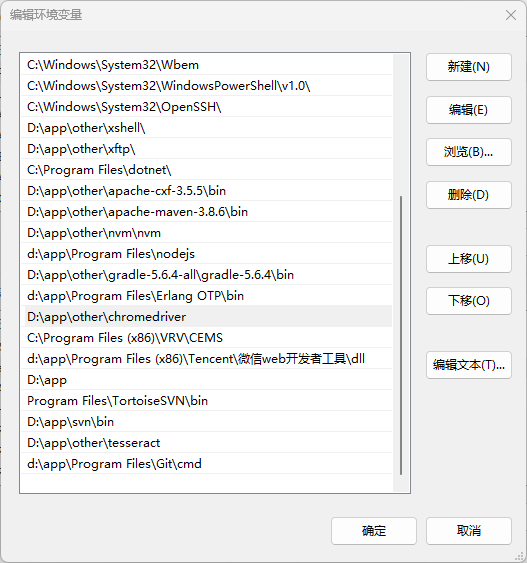 编辑环境变量
C:\Windows\System32\Wbem
C:\Windows\System32\WindowsPowerShell\v1.0\
C:\Windows\System32\OpenSSH\
D:\app\other\xshell\
D:\app\other\xftp\
C:\Program Files\dotnet\
D:\app\other\apache-cxf-3.5.5\bin
D:\app\other\apache-maven-3.8.6\bin
D:\app\other\nvm\nvm
d:\app\Program Files\nodejs
D:\app\other\gradle-5.6.4-all\gradle-5.6.4\bin
d:\app\Program Files\Erlang OTP\bin
D:\app\other\chromedriver
C:\Program Files (x86)\VRV\CEMS
d:\app\Program Files (x86)\Tencent\微信web开发者工具\dll
D:\app
Program Files\TortoiseSVN\bin
D:\app\svn\bin
D:\app\other\tesseract
d:\app\Program Files\Git\cmd
新建(N)
编辑(E)
浏览(B)...
删除(D)
上移(U)
下移(O)
编辑文本(T)...
确定
取消